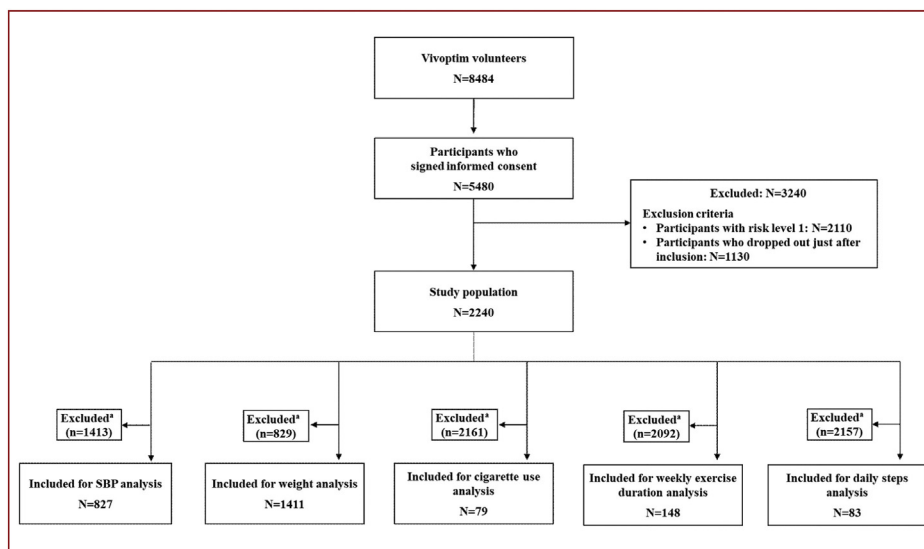 Vivoptim volunteers
N=8484
Participants who
signed informed consent
N=5480
Excluded: N=3240
Exclusion criteria
• Participants with risk level 1: N=2110
• Participants who dropped out just after
inclusion: N=1130
Study population
N=2240
Excludedᵃ
(n=1413)
Excludedᵃ
(n=829)
Excludedᵃ
(n=2161)
Excludedᵃ
(n=2092)
Excludedᵃ
(n=2157)
Included for SBP analysis
N=827
Included for weight analysis
N=1411
Included for cigarette use
analysis
N=79
Included for weekly exercise
duration analysis
N=148
Included for daily steps
analysis
N=83